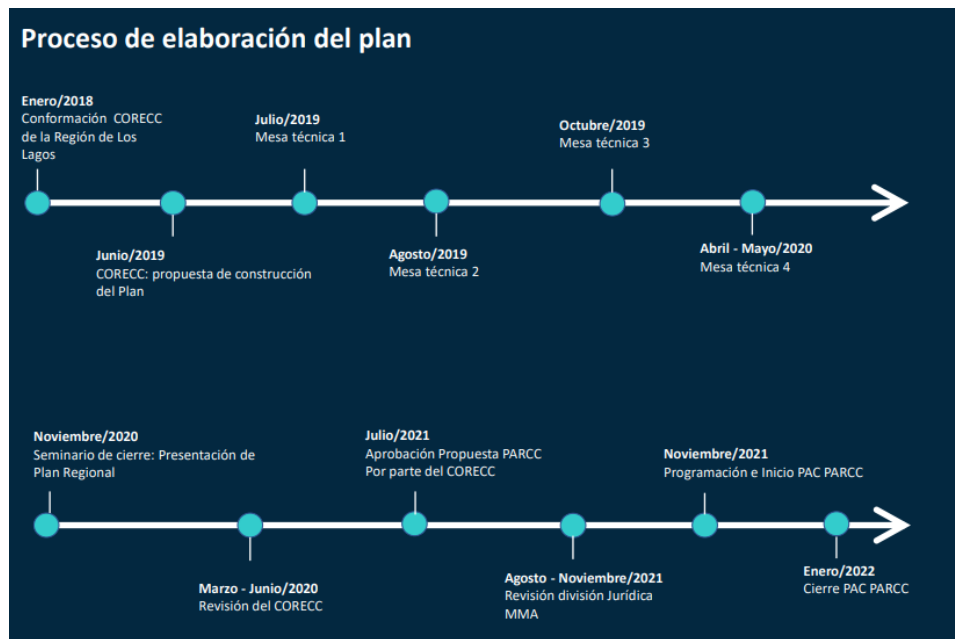 Proceso de elaboración del plan
Enero/2018
Conformación CORECC
de la Región de Los
Lagos
Junio/2019
CORECC: propuesta de construcción
del Plan
Julio/2019
Mesa técnica 1
Agosto/2019
Mesa técnica 2
Octubre/2019
Mesa técnica 3
Abril - Mayo/2020
Mesa técnica 4
Noviembre/2020
Seminario de cierre: Presentación de
Plan Regional
Marzo - Junio/2020
Revisión del CORECC
Julio/2021
Aprobación Propuesta PARCC
Por parte del CORECC
Agosto - Noviembre/2021
Revisión división Jurídica
MMA
Noviembre/2021
Programación e Inicio PAC PARCC
Enero/2022
Cierre PAC PARCC